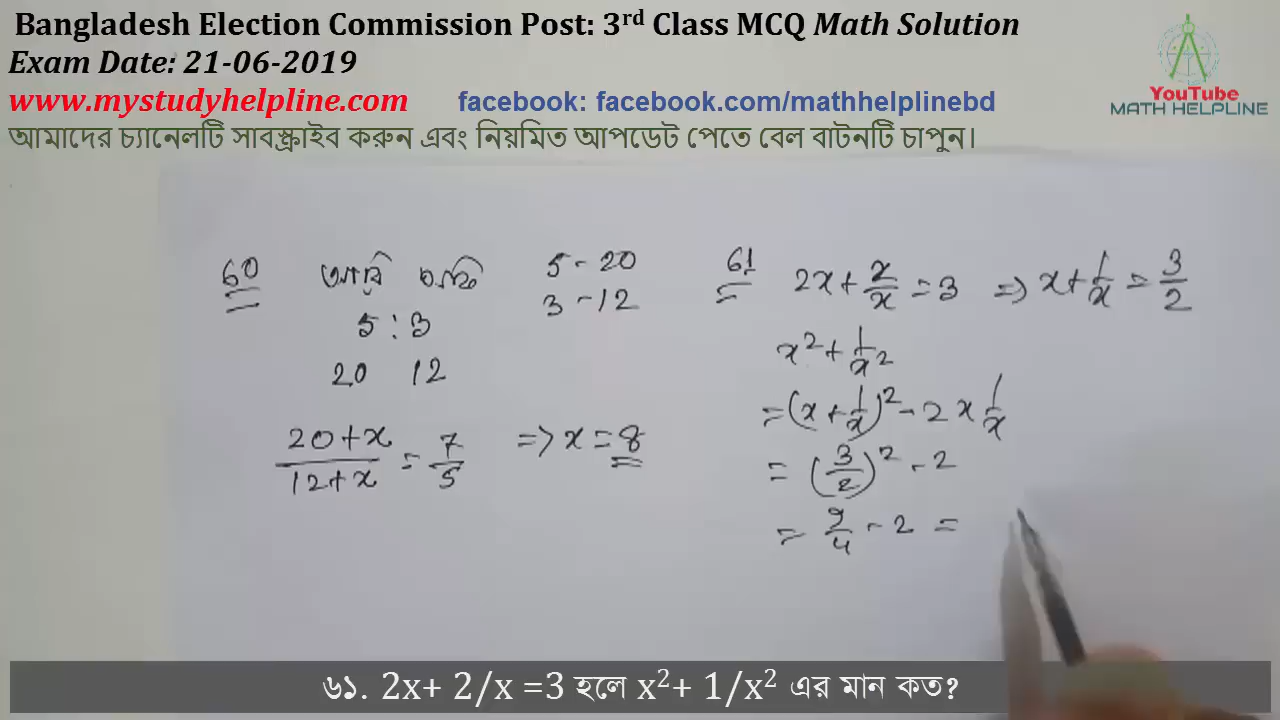 Bangladesh Election Commission Post: 3rd Class MCQ Math Solution
Exam Date: 21-06-2019
www.mystudyhelpline.com facebook: facebook.com/mathhelplinebd
YouTube
MATH HELPLINE
আমাদের চ্যানেলটি সাবস্ক্রাইব করুন এবং নিয়মিত আপডেট পেতে বেল বাটনটি চাপুন।
60
5 : 3
20 12
5 - 20
3 - 12
(20+x)/(12+x) = 7/5 => x = 8
61 2x + 2/x = 3 => x + 1/x = 3/2
x² + 1/x²
= (x + 1/x)² - 2 x 1/x
= (3/2)² - 2
= 9/4 - 2 =
৬১. 2x+ 2/x =3 হলে x²+ 1/x² এর মান কত?